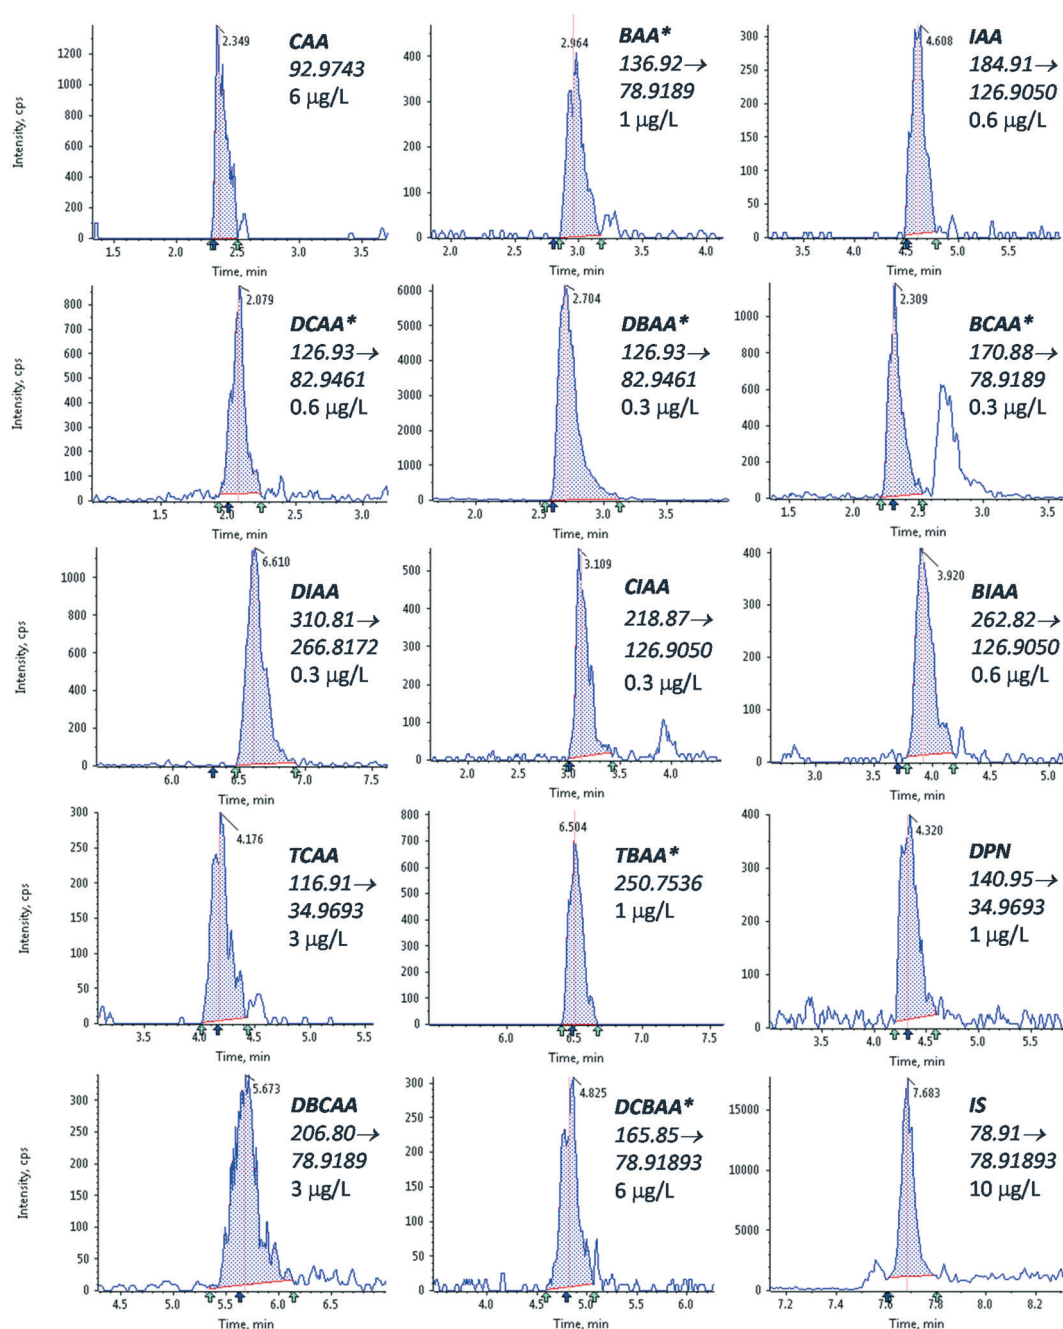 CAA
92.9743
6 µg/L
2.349
Intensity, cps
1200
1000
800
600
400
200
0
1.5 2.0 2.5 3.0 3.5
Time, min
BAA*
136.92→
78.9189
1 µg/L
2.964
400
300
200
100
0
2.0 2.5 3.0 3.5 4.0
Time, min
IAA
184.91→
126.9050
0.6 µg/L
4.608
300
250
200
150
100
50
0
3.5 4.0 4.5 5.0 5.5
Time, min
DCAA*
126.93→
82.9461
0.6 µg/L
2.079
Intensity, cps
800
700
600
500
400
300
200
100
0
1.5 2.0 2.5 3.0
Time, min
DBAA*
126.93→
82.9461
0.3 µg/L
2.704
6000
5000
4000
3000
2000
1000
0
2.0 2.5 3.0 3.5
Time, min
BCAA*
170.88→
78.9189
0.3 µg/L
2.309
1000
800
600
400
200
0
1.5 2.0 2.5 3.0 3.5
Time, min
DIAA
310.81→
266.8172
0.3 µg/L
6.610
Intensity, cps
1000
800
600
400
200
0
6.0 6.5 7.0 7.5
Time, min
CIAA
218.87→
126.9050
0.3 µg/L
3.109
500
400
300
200
100
0
2.0 2.5 3.0 3.5 4.0
Time, min
BIAA
262.82→
126.9050
0.6 µg/L
3.920
400
300
200
100
0
3.0 3.5 4.0 4.5 5.0
Time, min
TCAA
116.91→
34.9693
3 µg/L
4.176
Intensity, cps
300
250
200
150
100
50
0
3.5 4.0 4.5 5.0 5.5
Time, min
TBAA*
250.7536
1 µg/L
6.504
800
700
600
500
400
300
200
100
0
6.0 6.5 7.0 7.5
Time, min
DPN
140.95→
34.9693
1 µg/L
4.320
400
300
200
100
0
3.5 4.0 4.5 5.0 5.5
Time, min
DBCAA
206.80→
78.9189
3 µg/L
5.673
Intensity, cps
300
250
200
150
100
50
0
4.5 5.0 5.5 6.0 6.5
Time, min
DCBAA*
165.85→
78.91893
6 µg/L
4.825
300
250
200
150
100
50
0
4.0 4.5 5.0 5.5 6.0
Time, min
IS
78.91→
78.91893
10 µg/L
7.683
15000
10000
5000
0
7.2 7.4 7.6 7.8 8.0 8.2
Time, min